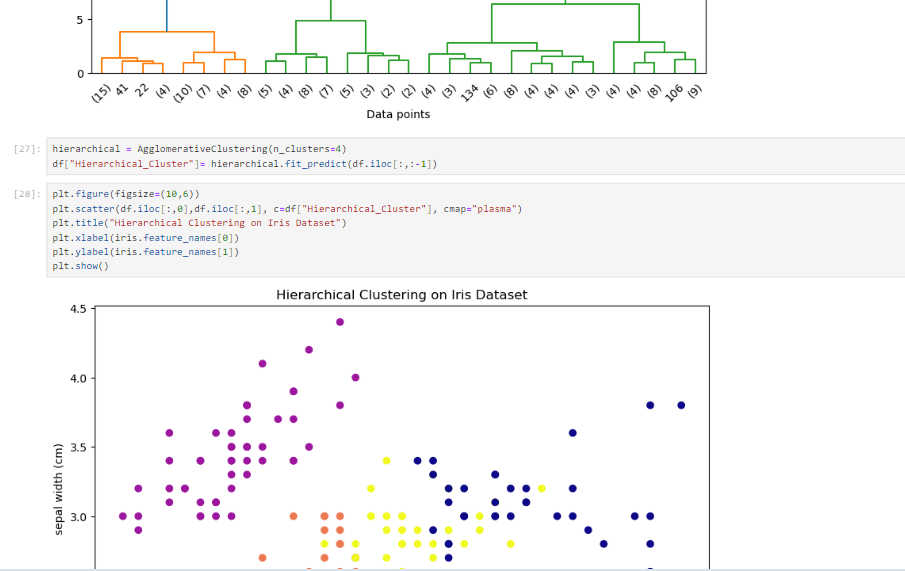 5
0
(15) 41 22 (4) (10) (7) (4) (8) (5) (4) (8) (7) (5) (3) (2) (2) (4) (3) 134 (6) (8) (4) (4) (4) (3) (4) (4) (8) 106 (9)
Data points
[27]: hierarchical = AgglomerativeClustering(n_clusters=4)
df["Hierarchical_Cluster"]= hierarchical.fit_predict(df.iloc[:,:-1])
[28]: plt.figure(figsize=(10,6))
plt.scatter(df.iloc[:,0],df.iloc[:,1], c=df["Hierarchical_Cluster"], cmap="plasma")
plt.title("Hierarchical Clustering on Iris Dataset")
plt.xlabel(iris.feature_names[0])
plt.ylabel(iris.feature_names[1])
plt.show()
Hierarchical Clustering on Iris Dataset
4.5
4.0
3.5
3.0
sepal width (cm)